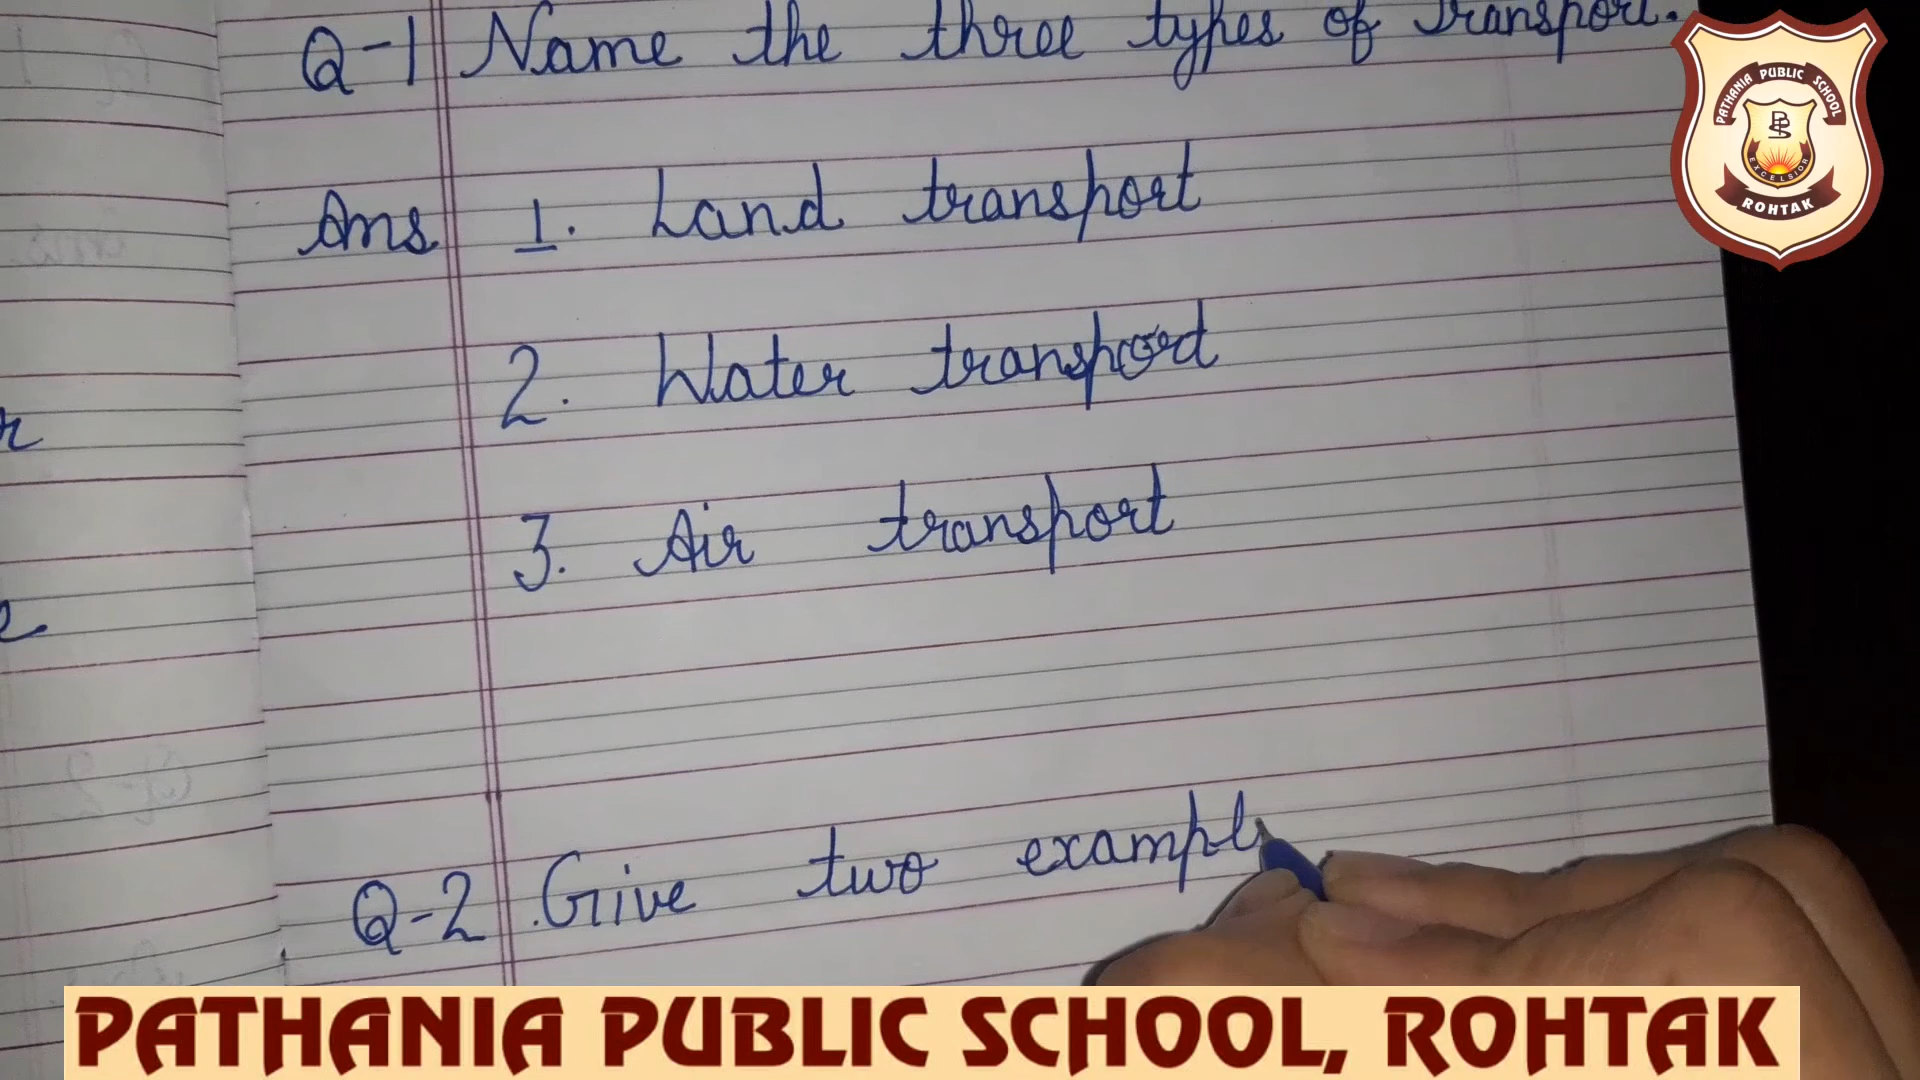 Q-1 Name the three types of transport.
Ans 1. Land transport
2. Water transport
3. Air transport
Q-2 Give two exampl
PATHANIA PUBLIC SCHOOL
EXCELSIOR
ROHTAK
PATHANIA PUBLIC SCHOOL, ROHTAK